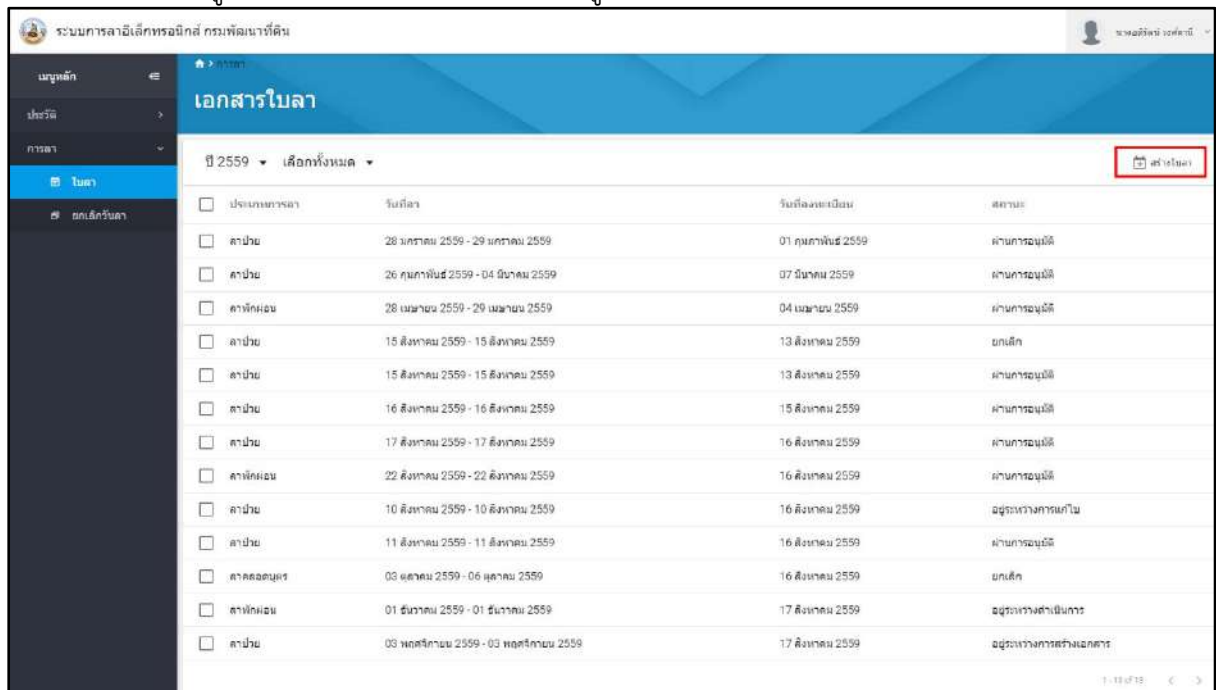 ระบบการลาอิเล็กทรอนิกส์ กรมพัฒนาที่ดิน
เมนูหลัก
ประวัติ
การลา
ใบลา
ยกเลิกวันลา
การลา
เอกสารใบลา
ปี 2559 เลือกทั้งหมด สร้างใบลา
ประเภทการลา วันที่ลา วันที่ลงทะเบียน สถานะ
ลาป่วย 28 มกราคม 2559 - 29 มกราคม 2559 01 กุมภาพันธ์ 2559 ผ่านการอนุมัติ
ลาป่วย 26 กุมภาพันธ์ 2559 - 04 มีนาคม 2559 07 มีนาคม 2559 ผ่านการอนุมัติ
ลาพักผ่อน 28 เมษายน 2559 - 29 เมษายน 2559 04 เมษายน 2559 ผ่านการอนุมัติ
ลาป่วย 15 สิงหาคม 2559 - 15 สิงหาคม 2559 13 สิงหาคม 2559 ยกเลิก
ลาป่วย 15 สิงหาคม 2559 - 15 สิงหาคม 2559 13 สิงหาคม 2559 ผ่านการอนุมัติ
ลาป่วย 16 สิงหาคม 2559 - 16 สิงหาคม 2559 15 สิงหาคม 2559 ผ่านการอนุมัติ
ลาป่วย 17 สิงหาคม 2559 - 17 สิงหาคม 2559 16 สิงหาคม 2559 ผ่านการอนุมัติ
ลาพักผ่อน 22 สิงหาคม 2559 - 22 สิงหาคม 2559 16 สิงหาคม 2559 ผ่านการอนุมัติ
ลาป่วย 10 สิงหาคม 2559 - 10 สิงหาคม 2559 16 สิงหาคม 2559 อยู่ระหว่างการแก้ไข
ลาป่วย 11 สิงหาคม 2559 - 11 สิงหาคม 2559 16 สิงหาคม 2559 ผ่านการอนุมัติ
ลาคลอดบุตร 03 ตุลาคม 2559 - 06 ตุลาคม 2559 16 สิงหาคม 2559 ยกเลิก
ลาพักผ่อน 01 ธันวาคม 2559 - 01 ธันวาคม 2559 17 สิงหาคม 2559 อยู่ระหว่างดำเนินการ
ลาป่วย 03 พฤศจิกายน 2559 - 03 พฤศจิกายน 2559 17 สิงหาคม 2559 อยู่ระหว่างการสร้างเอกสาร